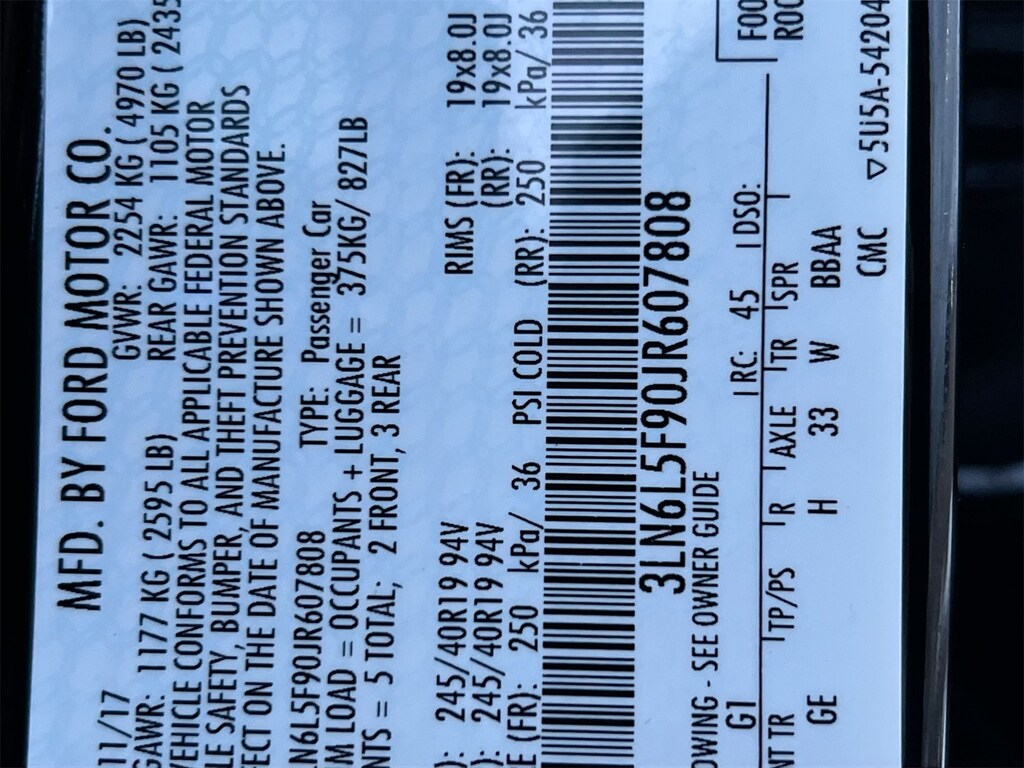 MFD. BY FORD MOTOR CO.
11/17 GVWR: 2254 KG ( 4970 LB)
GAWR: 1177 KG ( 2595 LB) REAR GAWR: 1105 KG ( 2435
VEHICLE CONFORMS TO ALL APPLICABLE FEDERAL MOTOR
LE SAFETY, BUMPER, AND THEFT PREVENTION STANDARDS
ECT ON THE DATE OF MANUFACTURE SHOWN ABOVE.
LN6L5F90JR607808 TYPE: Passenger Car
M LOAD = OCCUPANTS + LUGGAGE = 375KG/ 827LB
NTS = 5 TOTAL; 2 FRONT, 3 REAR
): 245/40R19 94V RIMS (FR): 19x8.0J
): 245/40R19 94V (RR): 19x8.0J
E (FR): 250 kPa/ 36 PSI COLD (RR): 250 kPa/ 36
3LN6L5F90JR607808
OWING - SEE OWNER GUIDE
G1 RC: 45 DSO: FOO
ROO
NT TR TP/PS R AXLE TR SPR
GE H 33 W BBAA
CMC ▽5U5A-54204